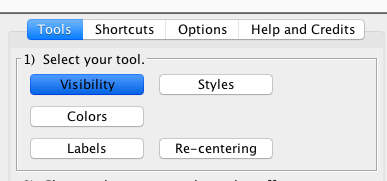 Tools Shortcuts Options Help and Credits
1) Select your tool.
Visibility Styles
Colors
Labels Re-centering